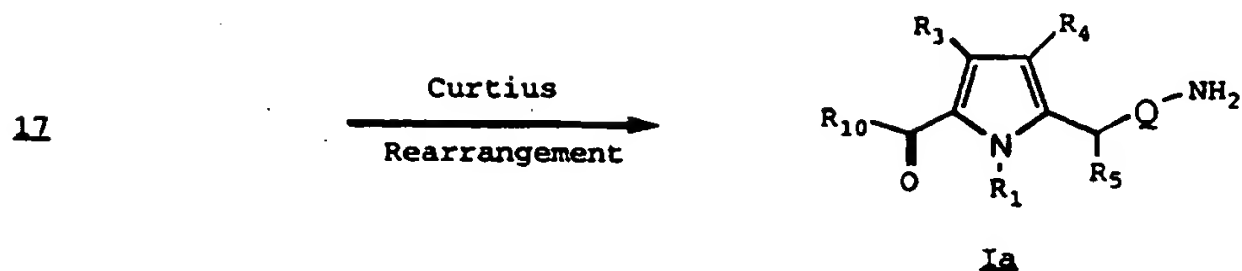 17
Curtius
Rearrangement
R3 R4
R10 O N R1 R5 Q NH2
Ia